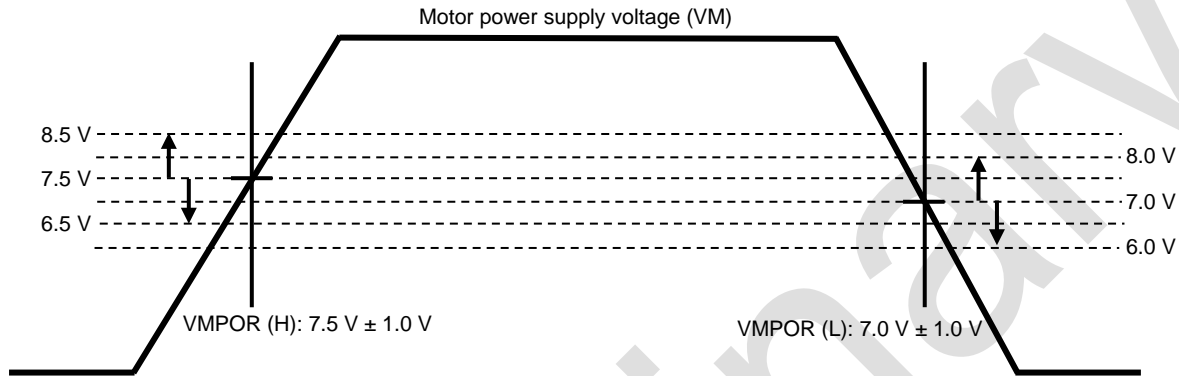 Motor power supply voltage (VM)
8.5 V
8.0 V
7.5 V
7.0 V
6.5 V
6.0 V
VMPOR (H): 7.5 V ± 1.0 V
VMPOR (L): 7.0 V ± 1.0 V
inary